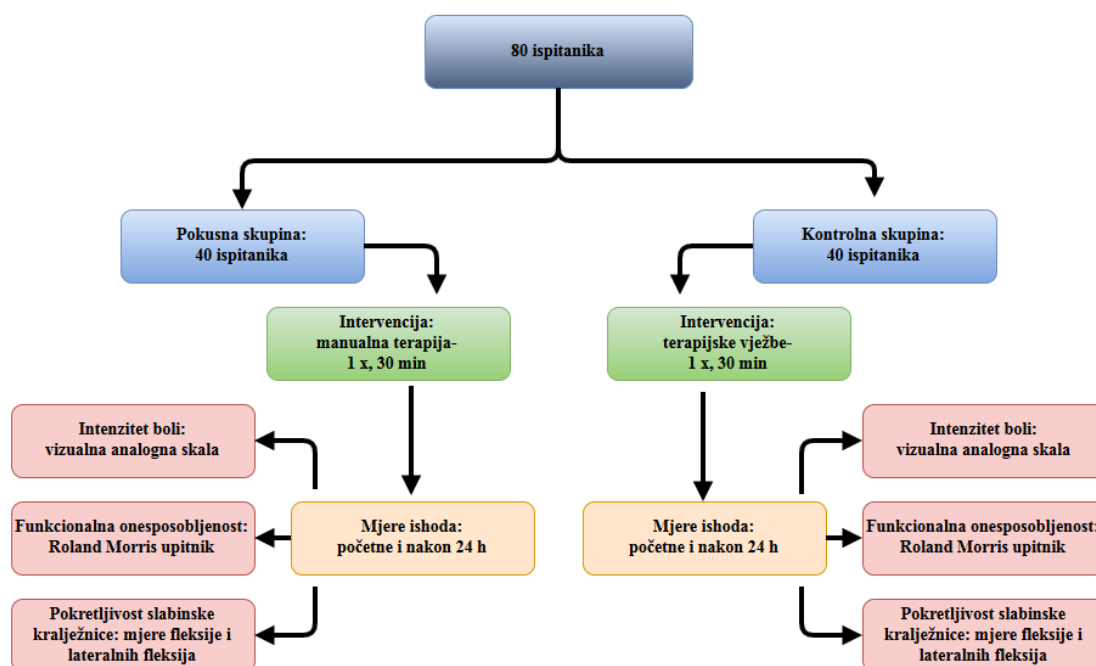 80 ispitanika
Pokusna skupina:
40 ispitanika
Kontrolna skupina:
40 ispitanika
Intervencija:
manualna terapija-
1 x, 30 min
Intervencija:
terapijske vježbe-
1 x, 30 min
Intenzitet boli:
vizualna analogna skala
Intenzitet boli:
vizualna analogna skala
Funkcionalna onesposobljenost:
Roland Morris upitnik
Mjere ishoda:
početne i nakon 24 h
Mjere ishoda:
početne i nakon 24 h
Funkcionalna onesposobljenost:
Roland Morris upitnik
Pokretljivost slabinske
kralježnice: mjere fleksije i
lateralnih fleksija
Pokretljivost slabinske
kralježnice: mjere fleksije i
lateralnih fleksija